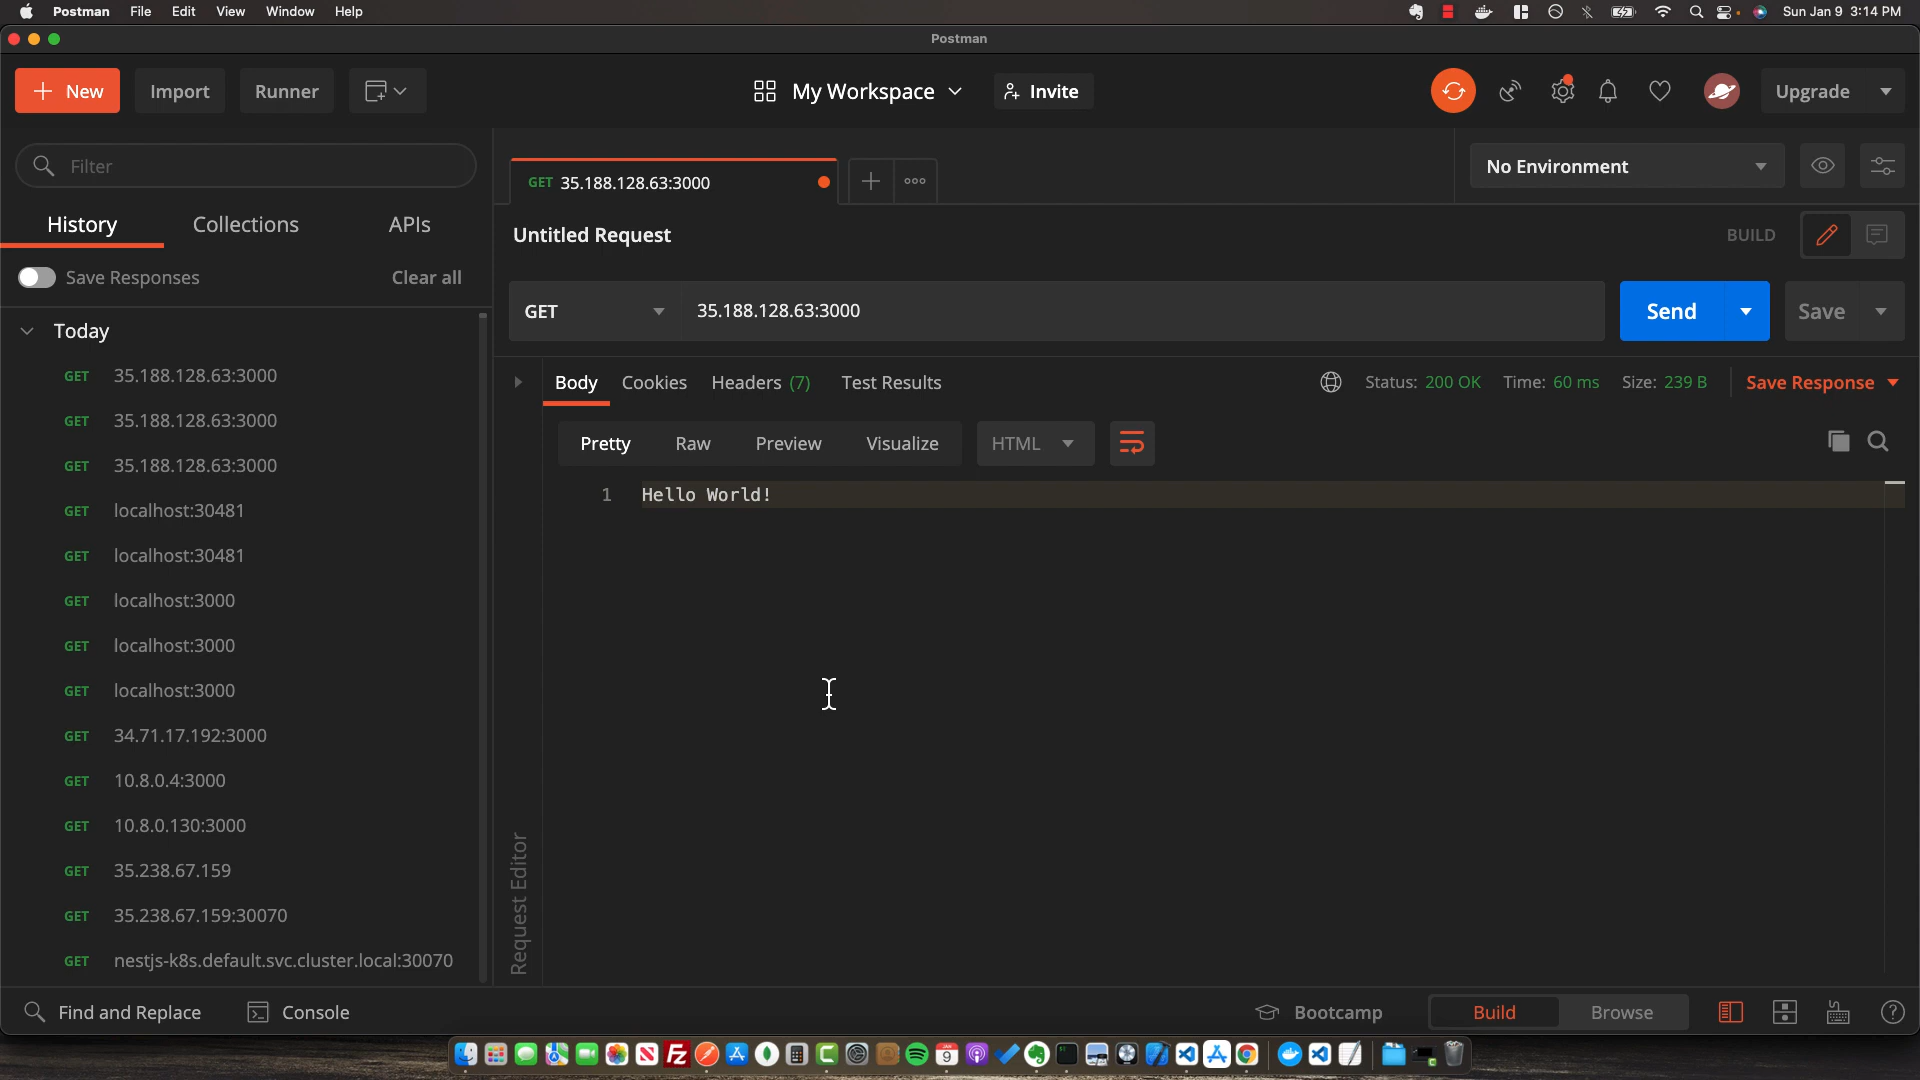 Postman File Edit View Window Help
Sun Jan 9 3:14 PM
Postman
New Import Runner
My Workspace Invite
Upgrade
Filter
GET 35.188.128.63:3000
No Environment
History Collections APIs
Untitled Request
BUILD
Save Responses Clear all
GET 35.188.128.63:3000 Send Save
Today
GET 35.188.128.63:3000
GET 35.188.128.63:3000
GET 35.188.128.63:3000
GET localhost:30481
GET localhost:30481
GET localhost:3000
GET localhost:3000
GET localhost:3000
GET 34.71.17.192:3000
GET 10.8.0.4:3000
GET 10.8.0.130:3000
GET 35.238.67.159
GET 35.238.67.159:30070
GET nestjs-k8s.default.svc.cluster.local:30070
Body Cookies Headers (7) Test Results
Status: 200 OK Time: 60 ms Size: 239 B Save Response
Pretty Raw Preview Visualize HTML
1 Hello World!
Request Editor
Find and Replace Console
Bootcamp Build Browse